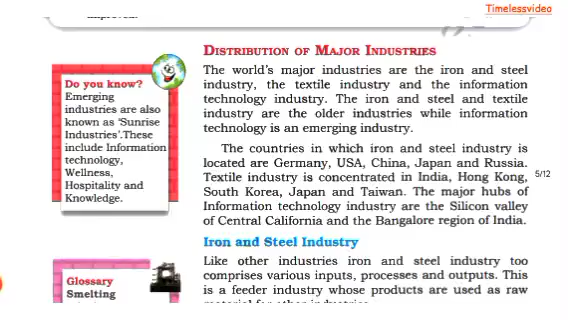 Timelessvideo
DISTRIBUTION OF MAJOR INDUSTRIES
The world's major industries are the iron and steel
industry, the textile industry and the information
technology industry. The iron and steel and textile
industry are the older industries while information
technology is an emerging industry.
The countries in which iron and steel industry is
located are Germany, USA, China, Japan and Russia.
Textile industry is concentrated in India, Hong Kong,
South Korea, Japan and Taiwan. The major hubs of
Information technology industry are the Silicon valley
of Central California and the Bangalore region of India.
Iron and Steel Industry
Like other industries iron and steel industry too
comprises various inputs, processes and outputs. This
is a feeder industry whose products are used as raw
material for other industries.
Do you know?
Emerging
industries are also
known as 'Sunrise
Industries'.These
include Information
technology,
Wellness,
Hospitality and
Knowledge.
Glossary
Smelting
5/12